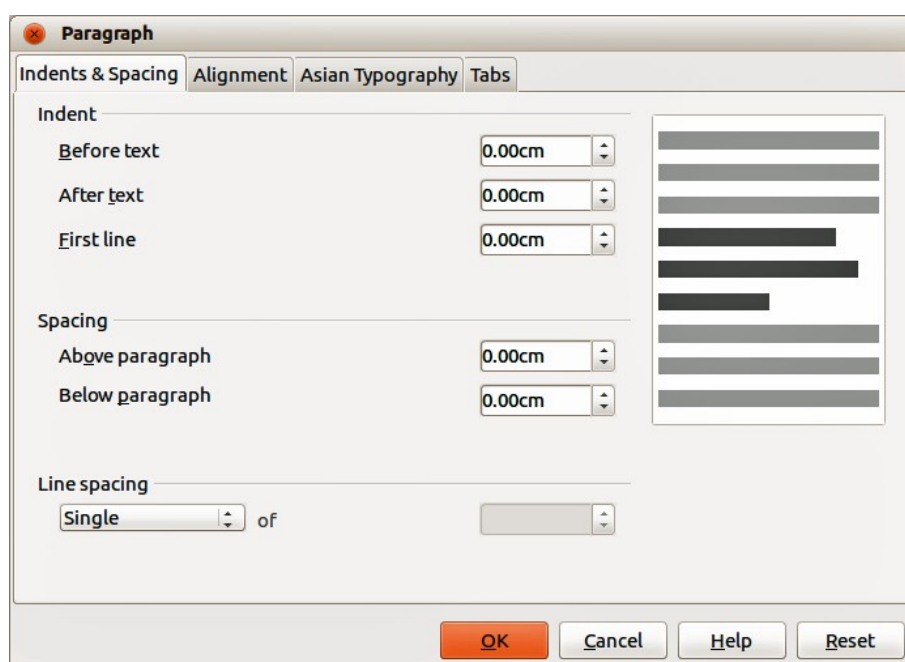 Paragraph
Indents & Spacing Alignment Asian Typography Tabs
Indent
Before text 0.00cm
After text 0.00cm
First line 0.00cm
Spacing
Above paragraph 0.00cm
Below paragraph 0.00cm
Line spacing
Single of
OK Cancel Help Reset